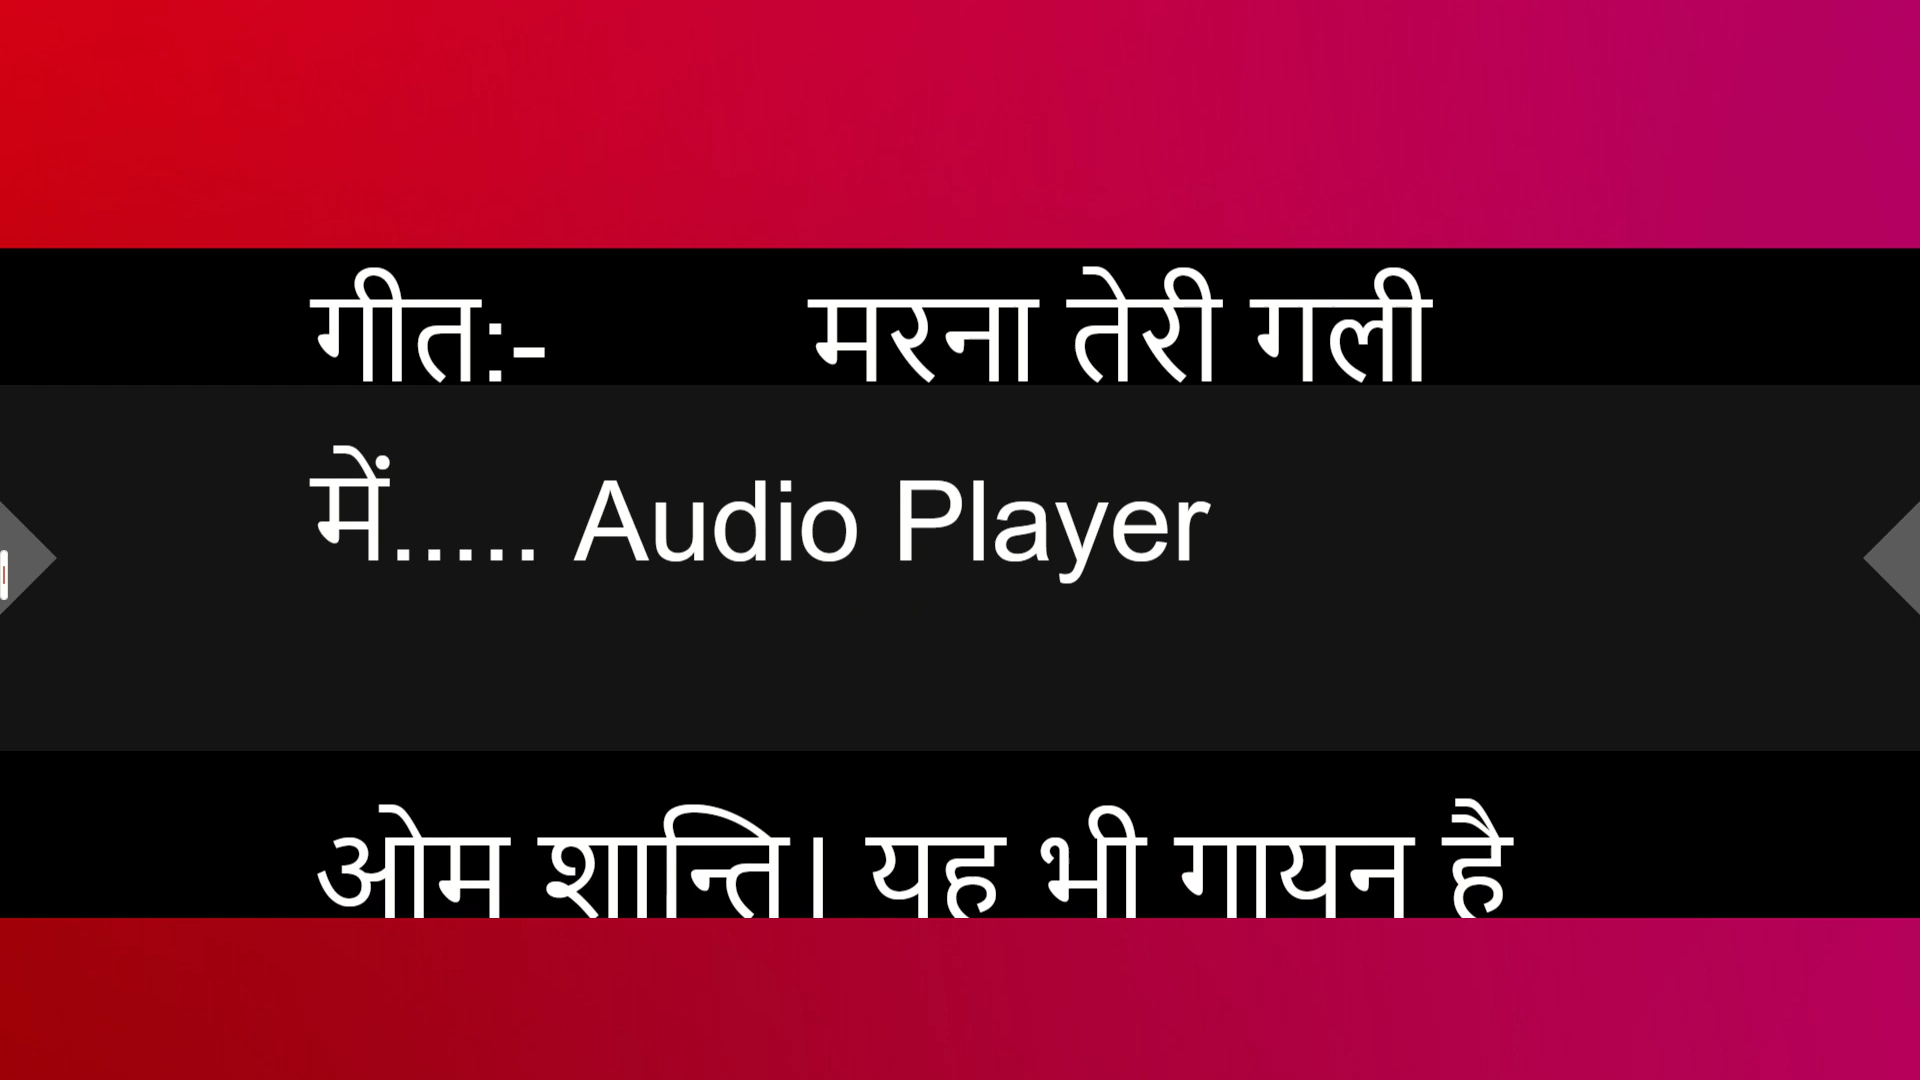 गीत:- मरना तेरी गली
में..... Audio Player
ओम शान्ति। यह भी गायन है